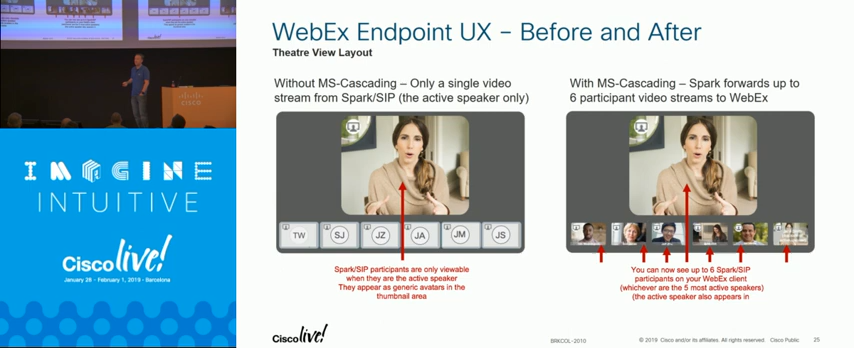 WebEx Endpoint UX – Before and After
Theatre View Layout
Without MS-Cascading – Only a single video
stream from Spark/SIP (the active speaker only)
With MS-Cascading – Spark forwards up to
6 participant video streams to WebEx
TW
SJ
JZ
JA
JM
JS
Spark/SIP participants are only viewable
when they are the active speaker
They appear as generic avatars in the
thumbnail area
You can now see up to 6 Spark/SIP
participants on your WebEx client
(whichever are the 5 most active speakers)
(the active speaker also appears in
IMAGINE
INTUITIVE
Cisco live!
January 28 - February 1, 2019 - Barcelona
Cisco live!
BRKCOL-2010
© 2019 Cisco and/or its affiliates. All rights reserved. Cisco Public
25